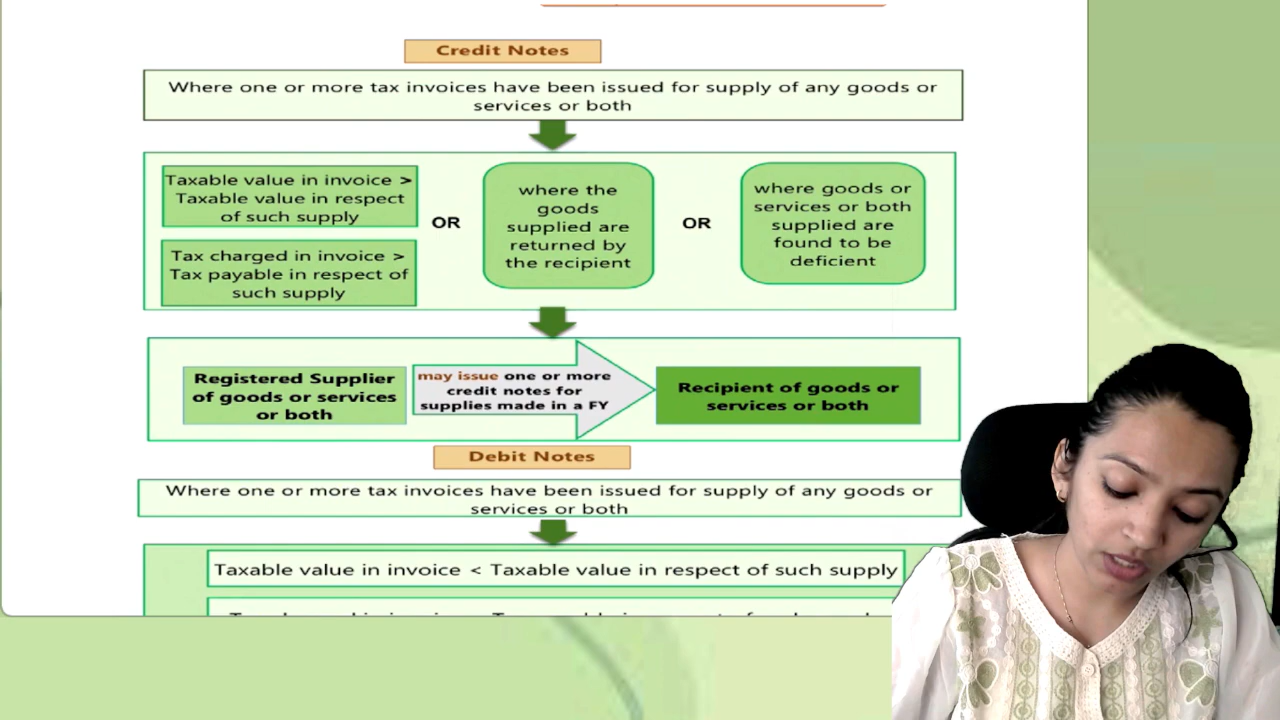 Credit Notes
Where one or more tax invoices have been issued for supply of any goods or
services or both
Taxable value in invoice >
Taxable value in respect
of such supply
Tax charged in invoice >
Tax payable in respect of
such supply
OR
where the
goods
supplied are
returned by
the recipient
OR
where goods or
services or both
supplied are
found to be
deficient
Registered Supplier
of goods or services
or both
may issue one or more
credit notes for
supplies made in a FY
Recipient of goods or
services or both
Debit Notes
Where one or more tax invoices have been issued for supply of any goods or
services or both
Taxable value in invoice < Taxable value in respect of such supply